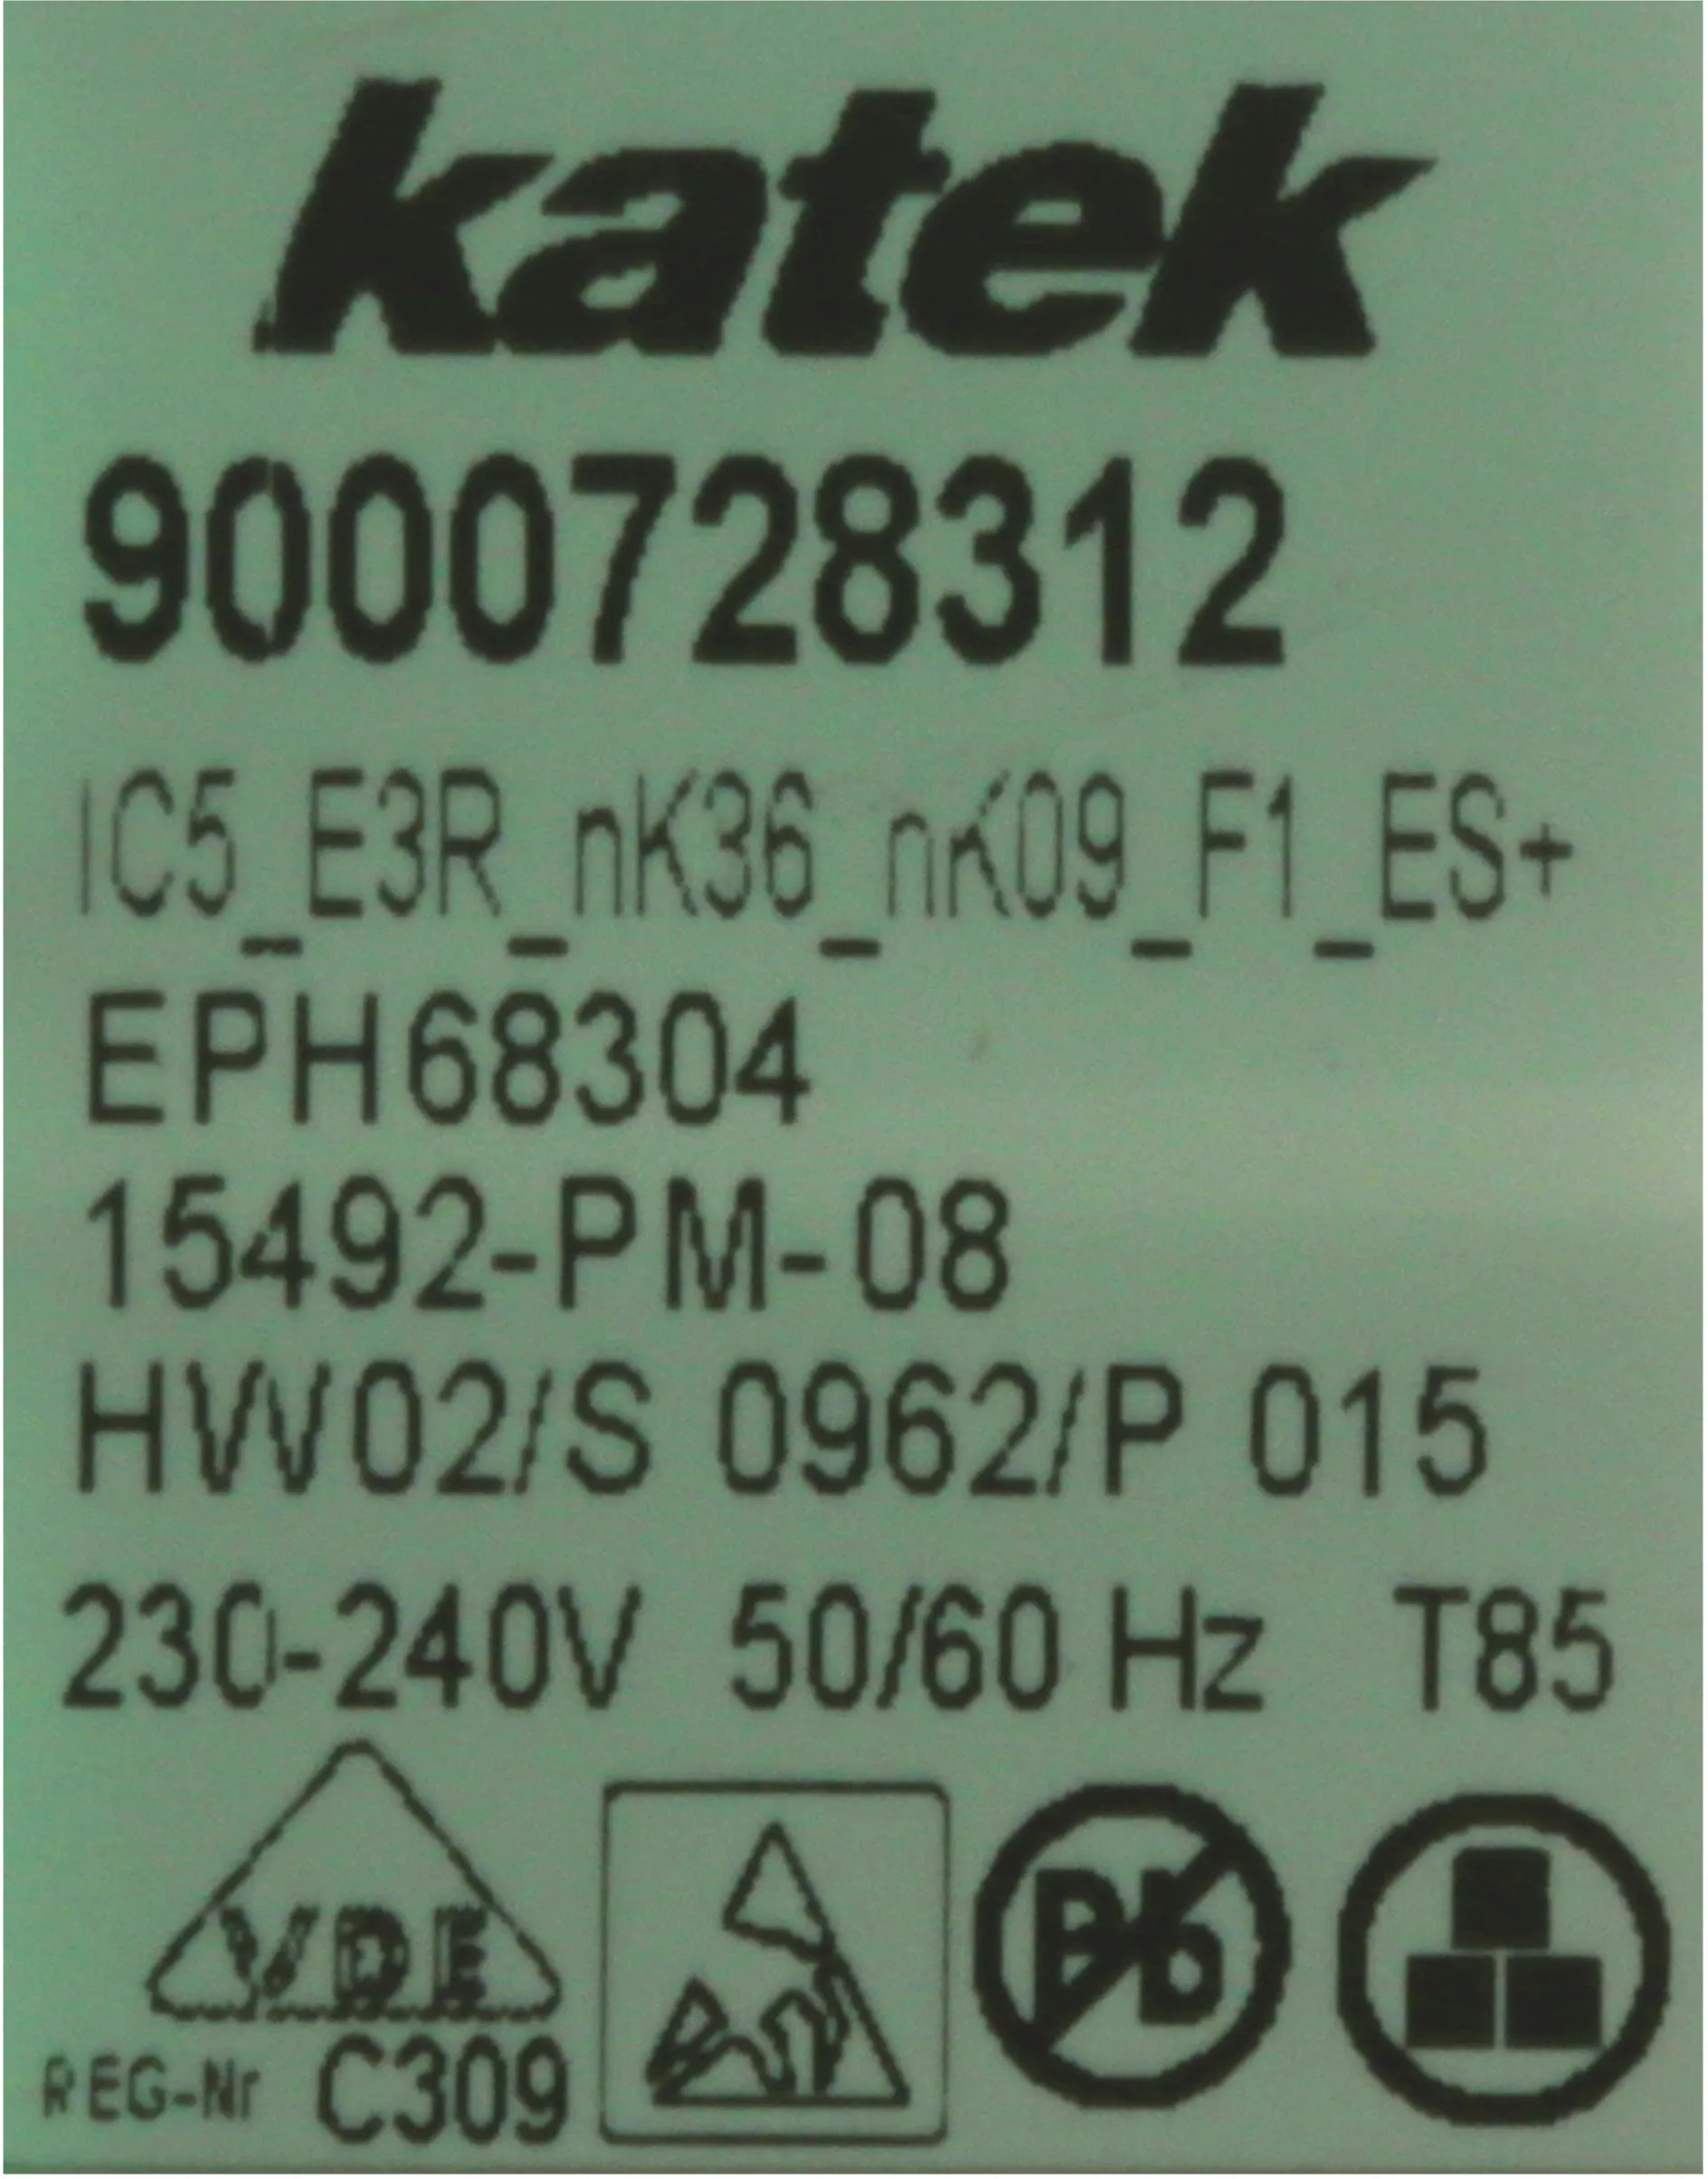 katek
9000728312
IC5_E3R_nK36_nK09_F1_ES+
EPH68304
15492-PM-08
HW02/S 0962/P 015
230-240V 50/60 Hz T85
VDE
REG-Nr C309
Pb